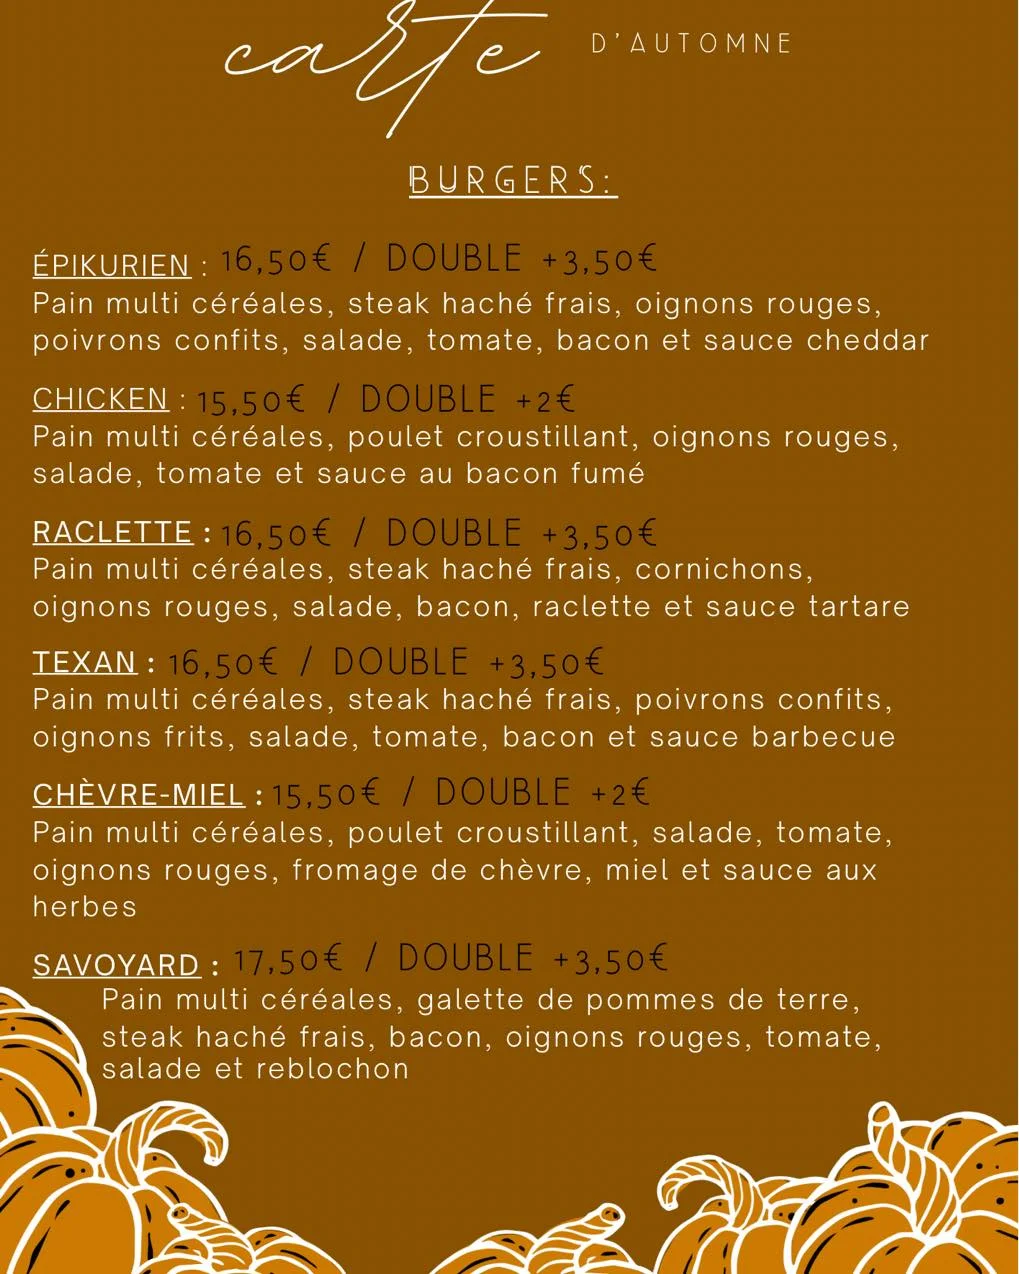 carte D'AUTOMNE
BURGERS:
ÉPIKURIEN : 16,50€ / DOUBLE +3,50€
Pain multi céréales, steak haché frais, oignons rouges,
poivrons confits, salade, tomate, bacon et sauce cheddar
CHICKEN : 15,50€ / DOUBLE +2€
Pain multi céréales, poulet croustillant, oignons rouges,
salade, tomate et sauce au bacon fumé
RACLETTE : 16,50€ / DOUBLE +3,50€
Pain multi céréales, steak haché frais, cornichons,
oignons rouges, salade, bacon, raclette et sauce tartare
TEXAN : 16,50€ / DOUBLE +3,50€
Pain multi céréales, steak haché frais, poivrons confits,
oignons frits, salade, tomate, bacon et sauce barbecue
CHÈVRE-MIEL : 15,50€ / DOUBLE +2€
Pain multi céréales, poulet croustillant, salade, tomate,
oignons rouges, fromage de chèvre, miel et sauce aux
herbes
SAVOYARD : 17,50€ / DOUBLE +3,50€
Pain multi céréales, galette de pommes de terre,
steak haché frais, bacon, oignons rouges, tomate,
salade et reblochon